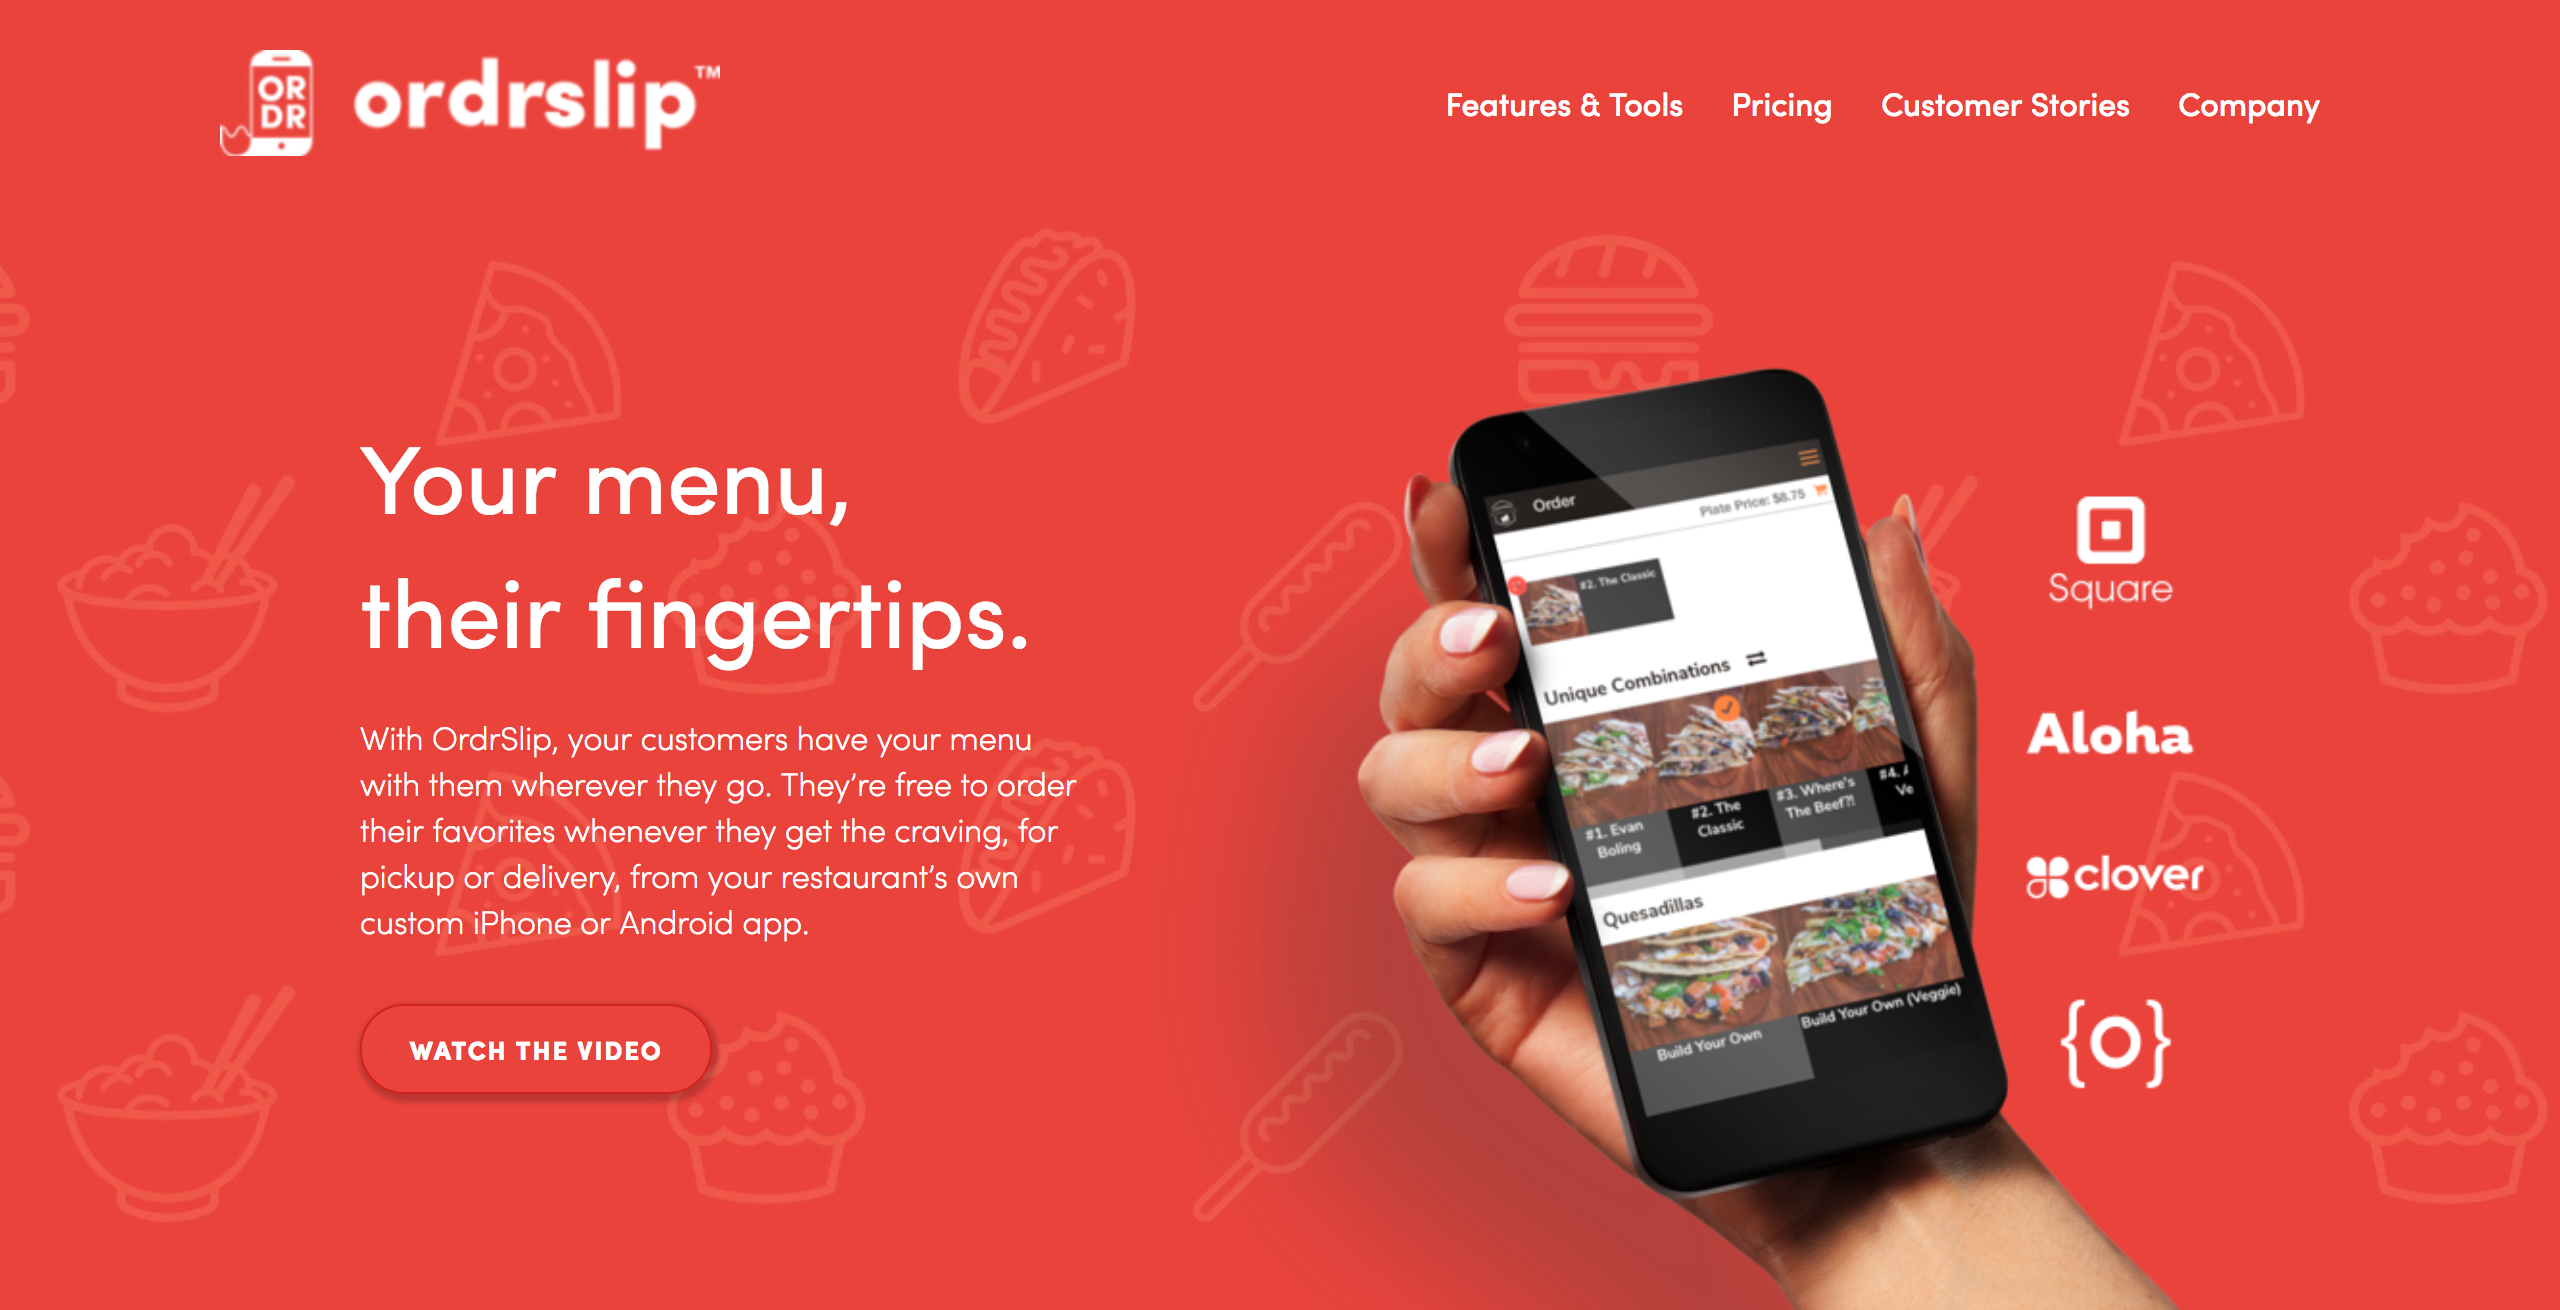 OR
DR
ordrslip™
Features & Tools
Pricing
Customer Stories
Company
Your menu,
their fingertips.
With OrdrSlip, your customers have your menu
with them wherever they go. They’re free to order
their favorites whenever they get the craving, for
pickup or delivery, from your restaurant’s own
custom iPhone or Android app.
WATCH THE VIDEO
Order
Plate Price: $8.75
#2. The Classic
Unique Combinations
#1. Evan
Boling
#2. The
Classic
#3. Where's
The Beef?!
#4.
Ve
Quesadillas
Build Your Own
Build Your Own (Veggie)
Square
Aloha
clover
{o}